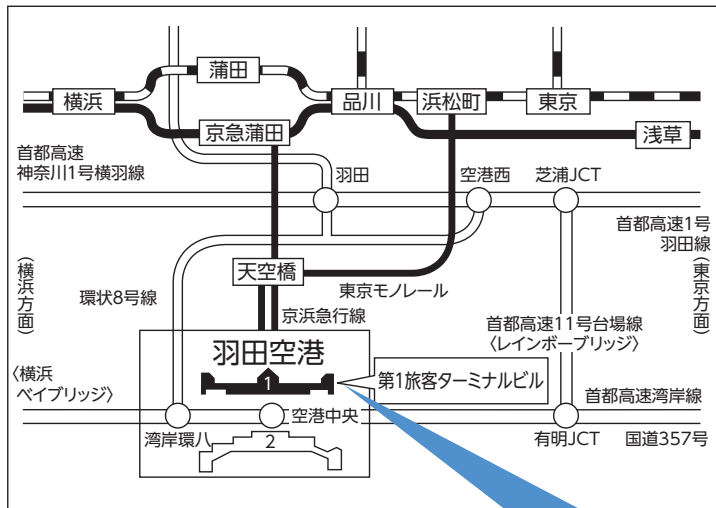 蒲田
横浜
品川
浜松町
東京
京急蒲田
浅草
首都高速
神奈川1号横羽線
羽田
空港西
芝浦JCT
首都高速1号
羽田線
（横浜方面）
（東京方面）
天空橋
東京モノレール
環状8号線
京浜急行線
首都高速11号台場線
〈レインボーブリッジ〉
羽田空港
1
第1旅客ターミナルビル
〈横浜
ベイブリッジ〉
首都高速湾岸線
空港中央
湾岸環八
2
有明JCT
国道357号